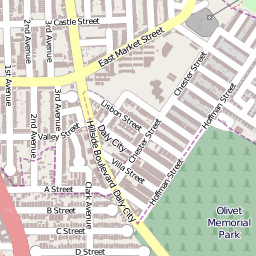 Castle Street
East Market Street
2nd Avenue
3rd Avenue
1st Avenue
2nd Avenue
3rd Avenue
Chester Street
Hoffman Street
Lisbon Street
Valley Street
Daly City
Hillside Boulevard
Daly City
Villa Street
Chester Street
Hoffman Street
A Street
B Street
C Street
D Street
Clark Avenue
Olivet
Memorial
Park